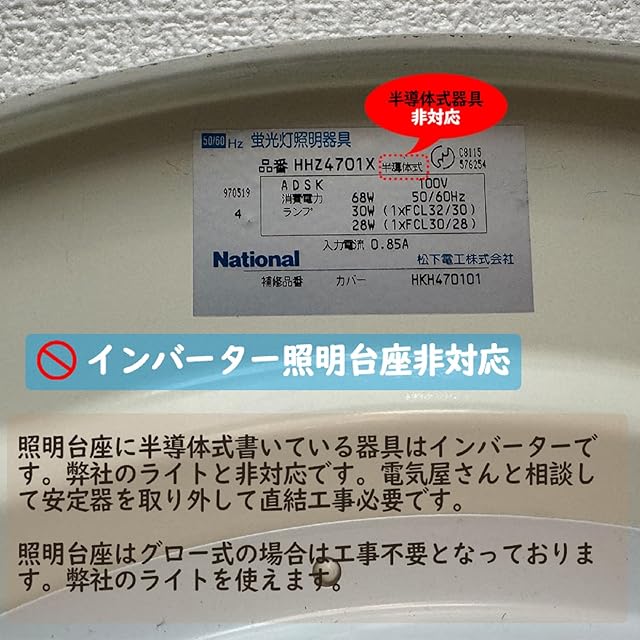 半導体式器具
非対応
50/60 Hz 蛍光灯照明器具
品番 HHZ4701X 半導体式
C8115
576254
970519
4
ADSK 100V
消費電力 68W 50/60Hz
ランプ 30W (1xFCL32/30)
28W (1xFCL30/28)
入力電流 0.85A
National 松下電工株式会社
補修品番 カバー HKH470101
インバーター照明台座非対応
照明台座に半導体式書いている器具はインバーターで
す。弊社のライトと非対応です。電気屋さんと相談し
て安定器を取り外して直結工事必要です。
照明台座はグロー式の場合は工事不要となっておりま
す。弊社のライトを使えます。